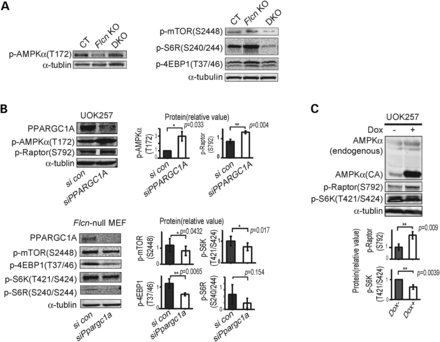 A
CT
Flcn KO
DKO
p-AMPKα(T172)
α-tublin
CT
Flcn KO
DKO
p-mTOR(S2448)
p-S6R(S240/244)
p-4EBP1(T37/46)
α-tublin
B
UOK257
PPARGC1A
p-AMPKα(T172)
p-Raptor(S792)
α-tublin
si con
siPPARGC1A
Protein(relative value)
p-AMPKα
(T172)
* p=0.033
si con
siPPARGC1A
p-Raptor
(S792)
** p=0.004
si con
siPPARGC1A
Flcn-null MEF
PPARGC1A
p-mTOR(S2448)
p-4EBP1(T37/46)
p-S6K(T421/S424)
p-S6R(S240/S244)
α-tublin
si con
siPpargc1a
Protein(relative value)
p-mTOR
(S2448)
* p=0.0432
p-S6K
(T421/S424)
* p=0.017
p-4EBP1
(T37/46)
** p=0.0065
p-S6R
(S240/244)
p=0.154
si con
siPpargc1a
si con
siPpargc1a
C
UOK257
Dox - +
AMPKα
(endogenous)
AMPKα(CA)
p-Raptor(S792)
p-S6K(T421/S424)
α-tublin
Protein(relative value)
p-Raptor
(S792)
** p=0.009
p-S6K
(T421/S424)
** p=0.0039
Dox-
Dox+